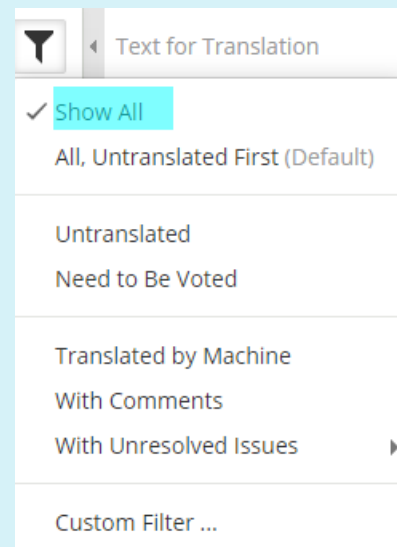 Text for Translation
Show All
All, Untranslated First (Default)
Untranslated
Need to Be Voted
Translated by Machine
With Comments
With Unresolved Issues
Custom Filter ...